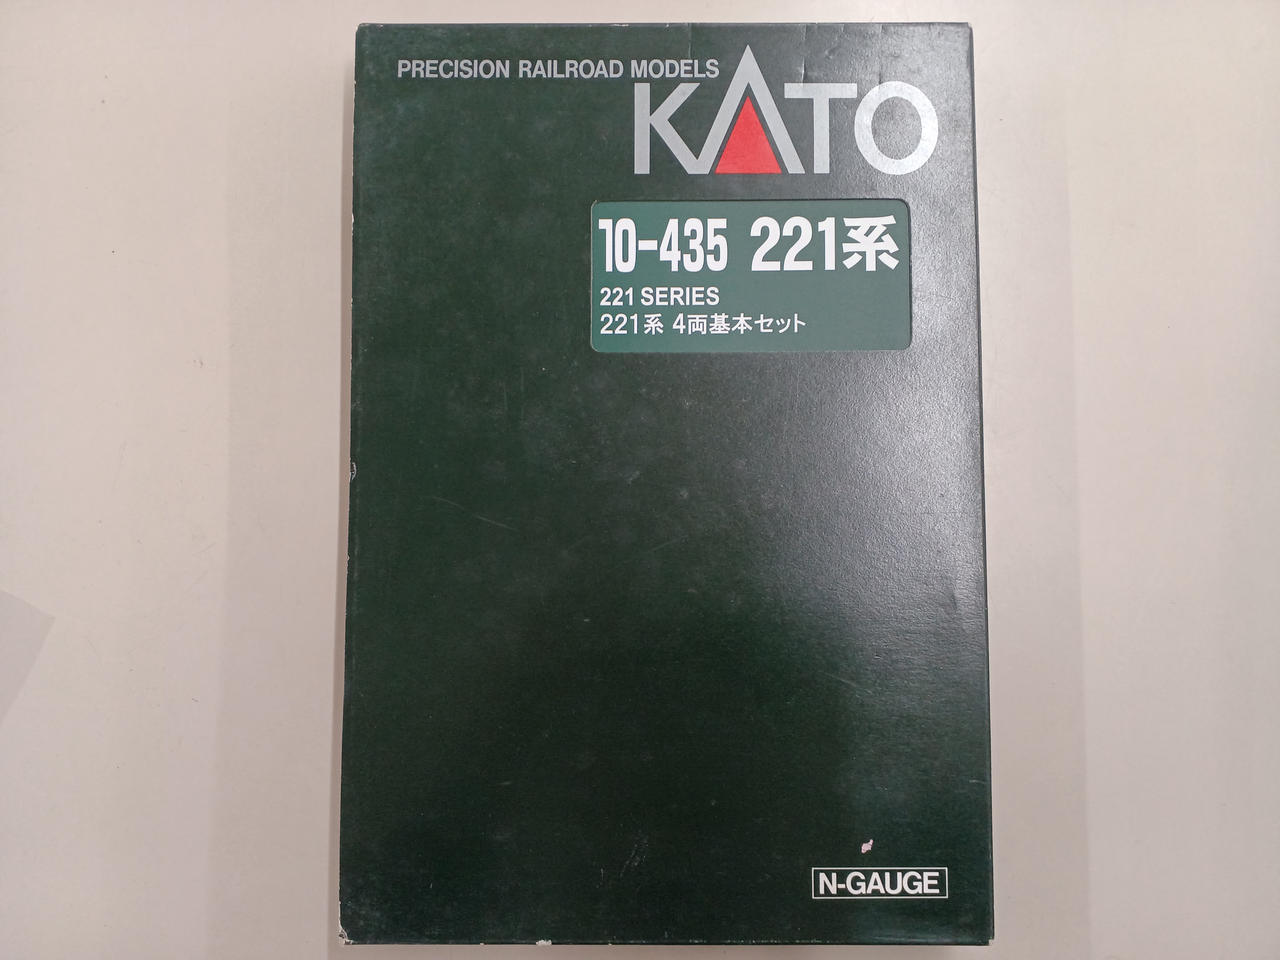 PRECISION RAILROAD MODELS
KATO
10-435 221系
221 SERIES
221系 4両基本セット
N-GAUGE